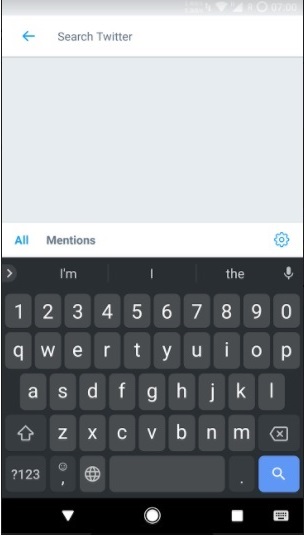 07:00
Search Twitter
All Mentions
I'm I the
1 2 3 4 5 6 7 8 9 0
q w e r t y u i o p
a s d f g h j k l
z x c v b n m
?123 , .